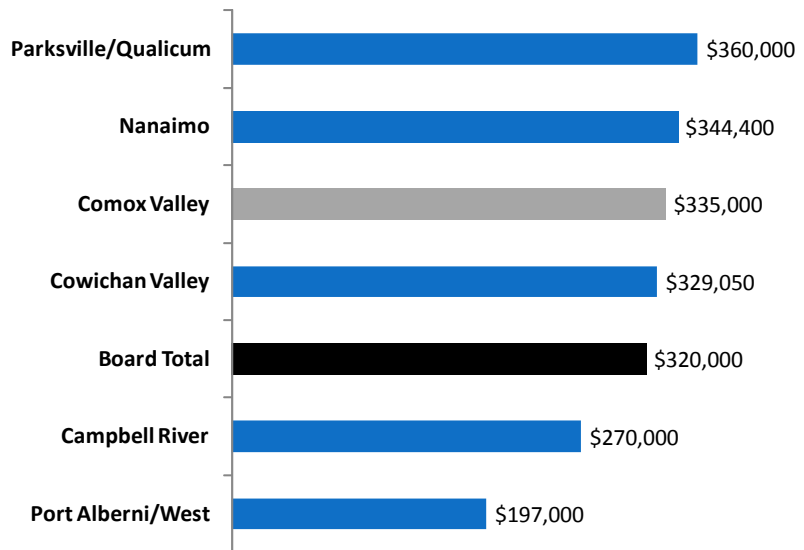 Parksville/Qualicum $360,000
Nanaimo $344,400
Comox Valley $335,000
Cowichan Valley $329,050
Board Total $320,000
Campbell River $270,000
Port Alberni/West $197,000